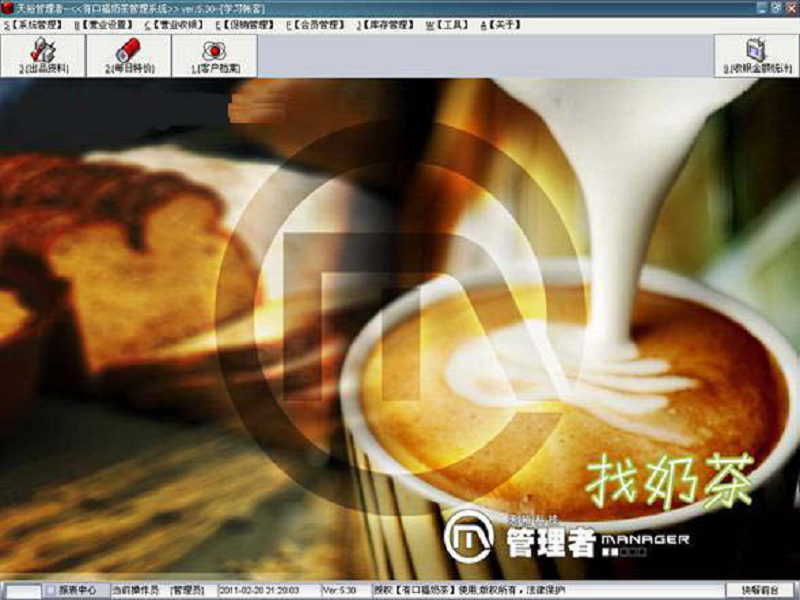 天裕管理者--<<有口福奶茶管理系统>> ver:5.30-[学习帐套]
S【系统管理】 B【营业设置】 C【营业收银】 E【促销管理】 F【会员管理】 J【库存管理】 W【工具】 A【关于】
3.[出品资料] 2.[每日特价] 1.[客户档案] 9.[收银金额统计]
找奶茶
天裕科技
管理者 MANAGER
报表中心 当前操作员 [管理员] 2011-02-28 21:20:03 Ver:5.30 授权【有口福奶茶】使用,版权所有，法律保护! 快餐前台